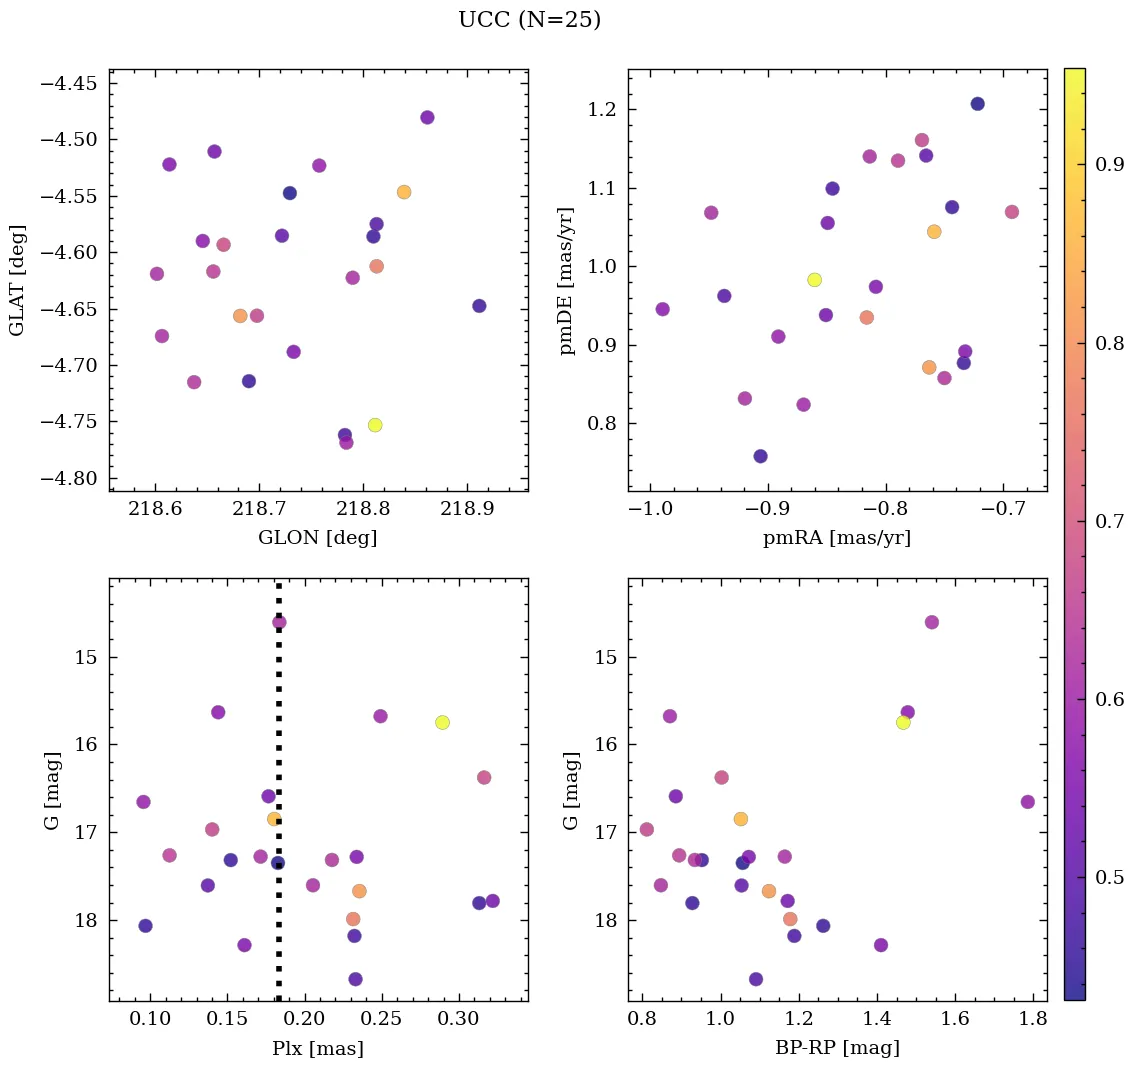 UCC (N=25)
−4.45
−4.50
−4.55
−4.60
−4.65
−4.70
−4.75
−4.80
GLAT [deg]
218.6 218.7 218.8 218.9
GLON [deg]
1.2
1.1
1.0
0.9
0.8
pmDE [mas/yr]
−1.0 −0.9 −0.8 −0.7
pmRA [mas/yr]
15
16
17
18
G [mag]
0.10 0.15 0.20 0.25 0.30
Plx [mas]
15
16
17
18
G [mag]
0.8 1.0 1.2 1.4 1.6 1.8
BP-RP [mag]
0.9
0.8
0.7
0.6
0.5